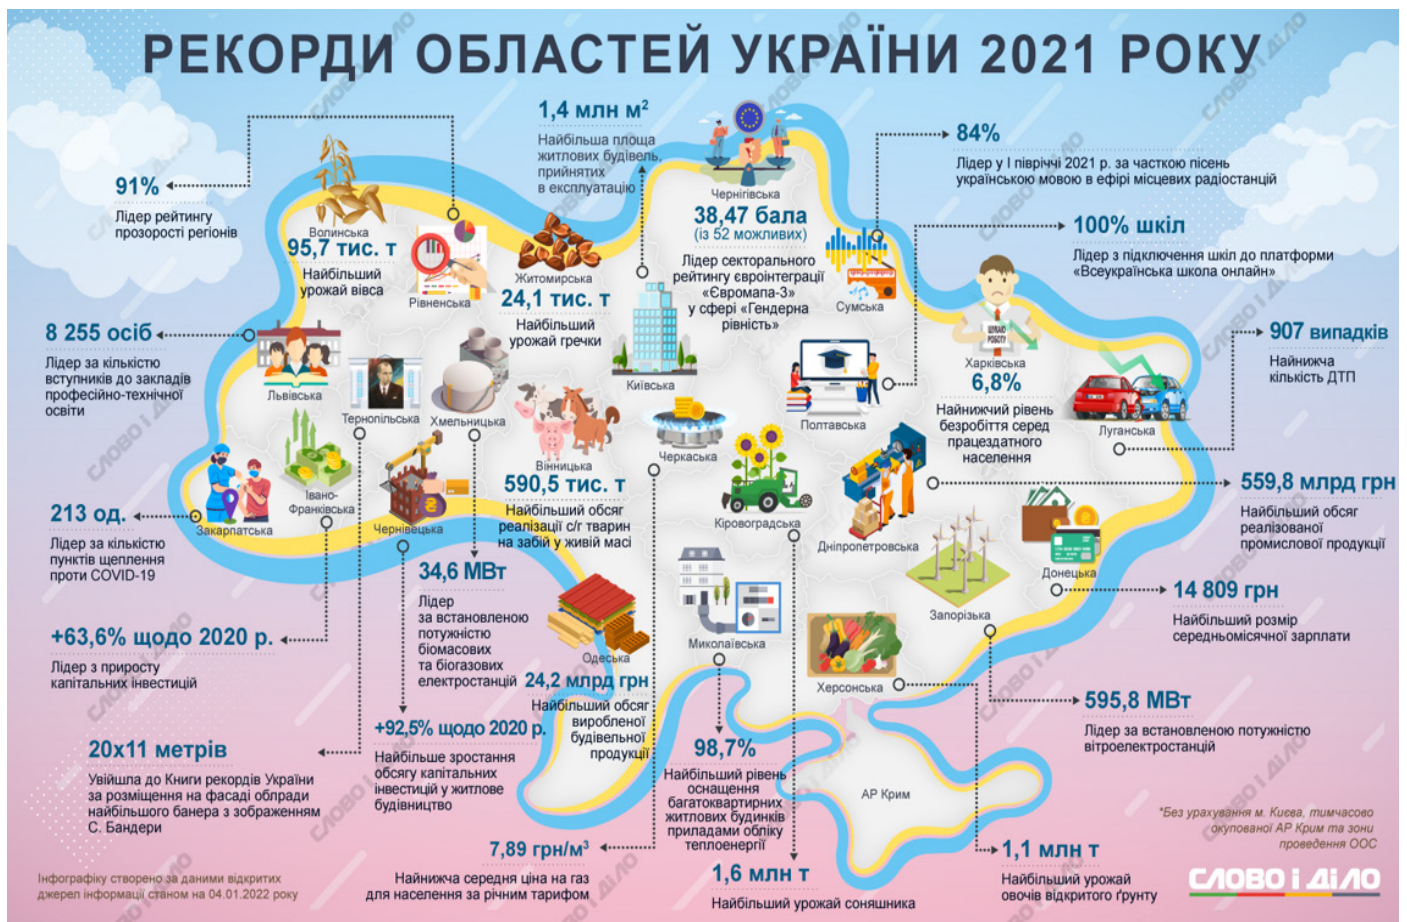 РЕКОРДИ ОБЛАСТЕЙ УКРАЇНИ 2021 РОКУ
91%
Лідер рейтингу
прозорості регіонів
Волинська
95,7 тис. т
Найбільший
урожай вівса
Рівненська
1,4 млн м²
Найбільша площа
житлових будівель,
прийнятих
в експлуатацію
Житомирська
24,1 тис. т
Найбільший
урожай гречки
Київська
Чернігівська
38,47 бала
(із 52 можливих)
Лідер секторального
рейтингу євроінтеграції
«Євромапа-3»
у сфері «Гендерна
рівність»
84%
Лідер у І півріччі 2021 р. за часткою пісень
українською мовою в ефірі місцевих радіостанцій
Сумська
100% шкіл
Лідер з підключення шкіл до платформи
«Всеукраїнська школа онлайн»
Полтавська
ШУКАЮ
РОБОТУ
Харківська
6,8%
Найнижчий рівень
безробіття серед
працездатного
населення
907 випадків
Найнижча
кількість ДТП
Луганська
8 255 осіб
Лідер за кількістю
вступників до закладів
професійно-технічної
освіти
Львівська
Тернопільська
Хмельницька
Вінницька
590,5 тис. т
Найбільший обсяг
реалізації с/г тварин
на забій у живій масі
Черкаська
Кіровоградська
Дніпропетровська
559,8 млрд грн
Найбільший обсяг
реалізованої
промислової продукції
213 од.
Лідер за кількістю
пунктів щеплення
проти COVID-19
Закарпатська
Івано-
Франківська
Чернівецька
34,6 МВт
Лідер
за встановленою
потужністю
біомасових
та біогазових
електростанцій
Донецька
14 809 грн
Найбільший розмір
середньомісячної зарплати
Запорізька
595,8 МВт
Лідер за встановленою потужністю
вітроелектростанцій
+63,6% щодо 2020 р.
Лідер з приросту
капітальних інвестицій
Одеська
24,2 млрд грн
Найбільший обсяг
виробленої
будівельної
продукції
Миколаївська
98,7%
Найбільший рівень
оснащення
багатоквартирних
житлових будинків
приладами обліку
теплоенергії
Херсонська
20х11 метрів
Увійшла до Книги рекордів України
за розміщення на фасаді облради
найбільшого банера з зображенням
С. Бандери
+92,5% щодо 2020 р.
Найбільше зростання
обсягу капітальних
інвестицій у житлове
будівництво
АР Крим
7,89 грн/м³
Найнижча середня ціна на газ
для населення за річним тарифом
1,6 млн т
Найбільший урожай соняшника
1,1 млн т
Найбільший урожай
овочів відкритого ґрунту
*Без урахування м. Києва, тимчасово
окупованої АР Крим та зони
проведення ООС
Інфографіку створено за даними відкритих
джерел інформації станом на 04.01.2022 року
СЛОВО І ДІЛО